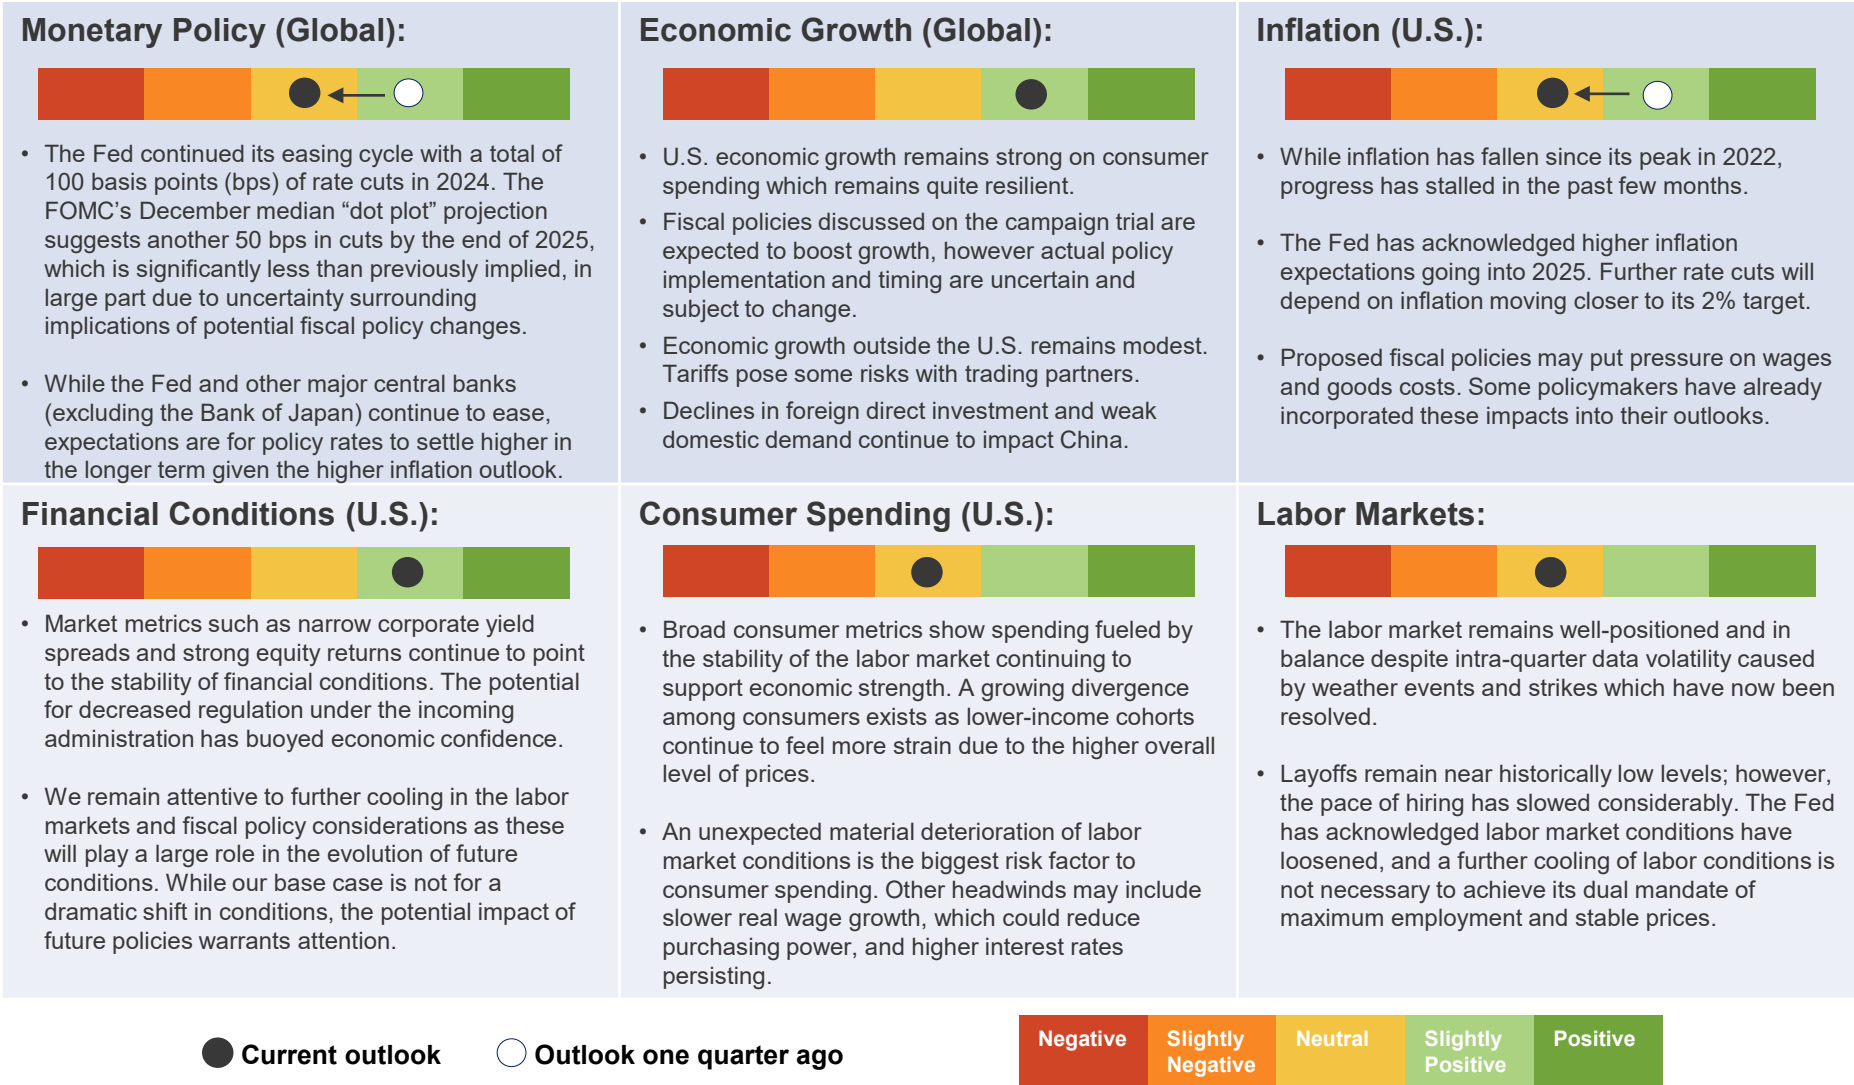 Monetary Policy (Global):
• The Fed continued its easing cycle with a total of
100 basis points (bps) of rate cuts in 2024. The
FOMC’s December median “dot plot” projection
suggests another 50 bps in cuts by the end of 2025,
which is significantly less than previously implied, in
large part due to uncertainty surrounding
implications of potential fiscal policy changes.
• While the Fed and other major central banks
(excluding the Bank of Japan) continue to ease,
expectations are for policy rates to settle higher in
the longer term given the higher inflation outlook.
Economic Growth (Global):
• U.S. economic growth remains strong on consumer
spending which remains quite resilient.
• Fiscal policies discussed on the campaign trial are
expected to boost growth, however actual policy
implementation and timing are uncertain and
subject to change.
• Economic growth outside the U.S. remains modest.
Tariffs pose some risks with trading partners.
• Declines in foreign direct investment and weak
domestic demand continue to impact China.
Inflation (U.S.):
• While inflation has fallen since its peak in 2022,
progress has stalled in the past few months.
• The Fed has acknowledged higher inflation
expectations going into 2025. Further rate cuts will
depend on inflation moving closer to its 2% target.
• Proposed fiscal policies may put pressure on wages
and goods costs. Some policymakers have already
incorporated these impacts into their outlooks.
Financial Conditions (U.S.):
• Market metrics such as narrow corporate yield
spreads and strong equity returns continue to point
to the stability of financial conditions. The potential
for decreased regulation under the incoming
administration has buoyed economic confidence.
• We remain attentive to further cooling in the labor
markets and fiscal policy considerations as these
will play a large role in the evolution of future
conditions. While our base case is not for a
dramatic shift in conditions, the potential impact of
future policies warrants attention.
Consumer Spending (U.S.):
• Broad consumer metrics show spending fueled by
the stability of the labor market continuing to
support economic strength. A growing divergence
among consumers exists as lower-income cohorts
continue to feel more strain due to the higher overall
level of prices.
• An unexpected material deterioration of labor
market conditions is the biggest risk factor to
consumer spending. Other headwinds may include
slower real wage growth, which could reduce
purchasing power, and higher interest rates
persisting.
Labor Markets:
• The labor market remains well-positioned and in
balance despite intra-quarter data volatility caused
by weather events and strikes which have now been
resolved.
• Layoffs remain near historically low levels; however,
the pace of hiring has slowed considerably. The Fed
has acknowledged labor market conditions have
loosened, and a further cooling of labor conditions is
not necessary to achieve its dual mandate of
maximum employment and stable prices.
Current outlook
Outlook one quarter ago
Negative
Slightly
Negative
Neutral
Slightly
Positive
Positive